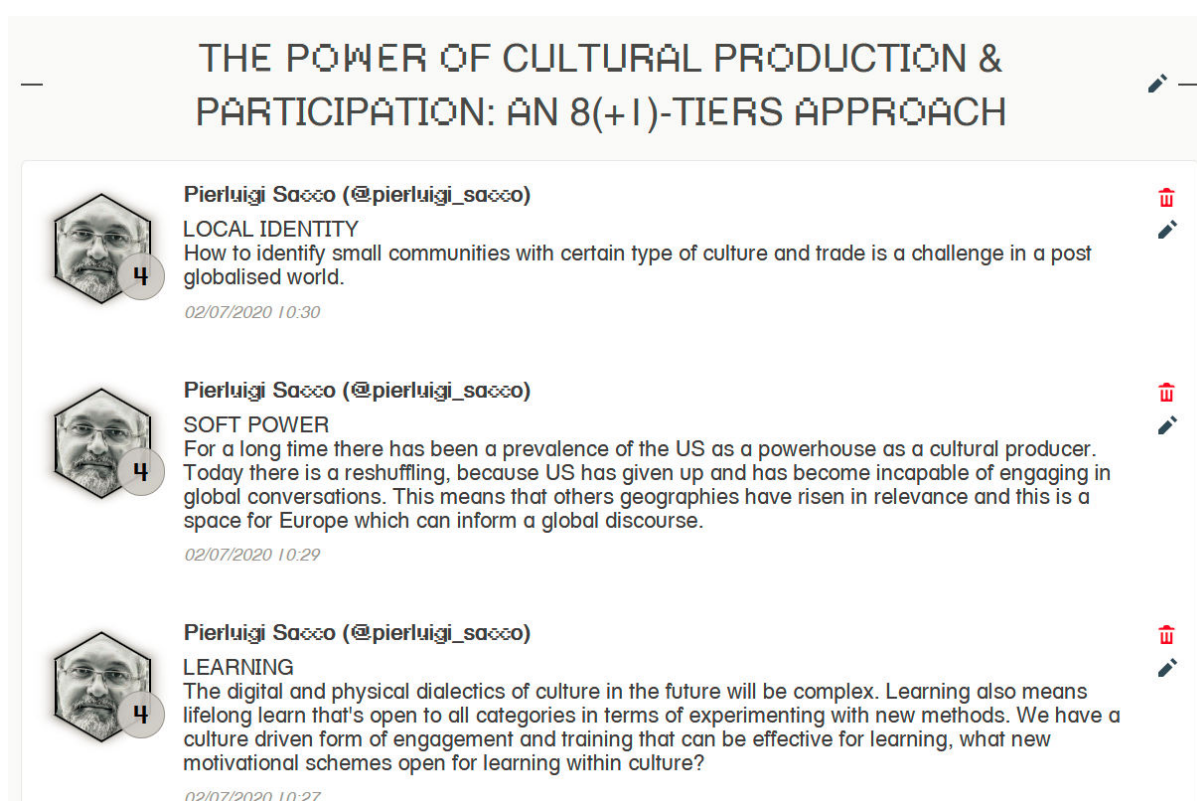 THE POWER OF CULTURAL PRODUCTION &
PARTICIPATION: AN 8(+1)-TIERS APPROACH
Pierluigi Sacco (@pierluigi_sacco)
LOCAL IDENTITY
How to identify small communities with certain type of culture and trade is a challenge in a post
globalised world.
4
02/07/2020 10:30
Pierluigi Sacco (@pierluigi_sacco)
SOFT POWER
For a long time there has been a prevalence of the US as a powerhouse as a cultural producer.
Today there is a reshuffling, because US has given up and has become incapable of engaging in
4
global conversations. This means that others geographies have risen in relevance and this is a
space for Europe which can inform a global discourse.
02/07/2020 10:29
Pierluigi Sacco (@pierluigi_sacco)
LEARNING
The digital and physical dialectics of culture in the future will be complex. Learning also means
lifelong learn that's open to all categories in terms of experimenting with new methods. We have a
4
culture driven form of engagement and training that can be effective for learning, what new
motivational schemes open for learning within culture?
02/07/2020 10:27